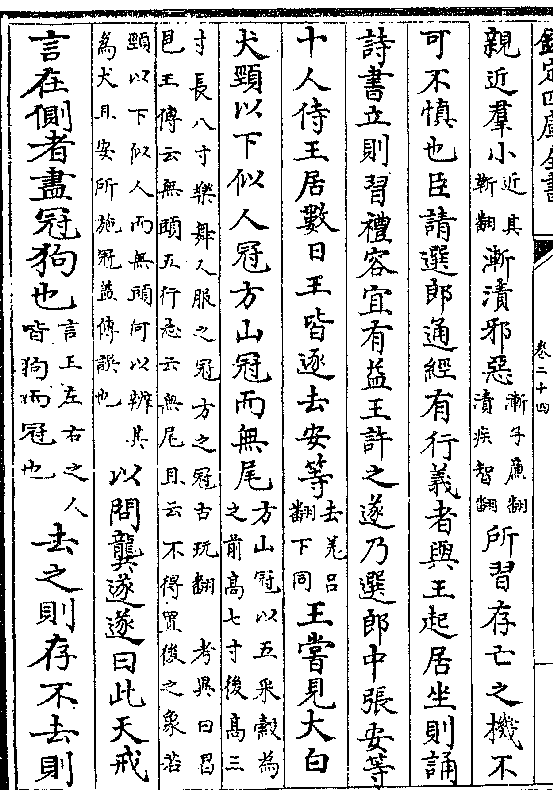 欽定四庫全書
卷二十四
親近羣小近其靳翻漸漬邪惡漸子廉翻漬疾智翻所習存亡之機不
可不慎也臣請選郎通經有行義者與王起居坐則誦
詩書立則習禮容宜有益王許之遂乃選郎中張安等
十人侍王居數日王皆逐去安等去羌呂翻下同王嘗見大白
犬頸以下似人冠方山冠而無尾方山冠以五采縠為之前高七寸後高三
寸長八寸樂舞人服之冠方之冠古玩翻 考異曰昌邑王傳云無頭五行志云無尾且云不得置後之象若
頸以下似人而無頭何以辨其為犬且安所施冠蓋傳誤也以問龔遂遂曰此天戒
言在側者盡冠狗也言王左右之人皆狗而冠也去之則存不去則